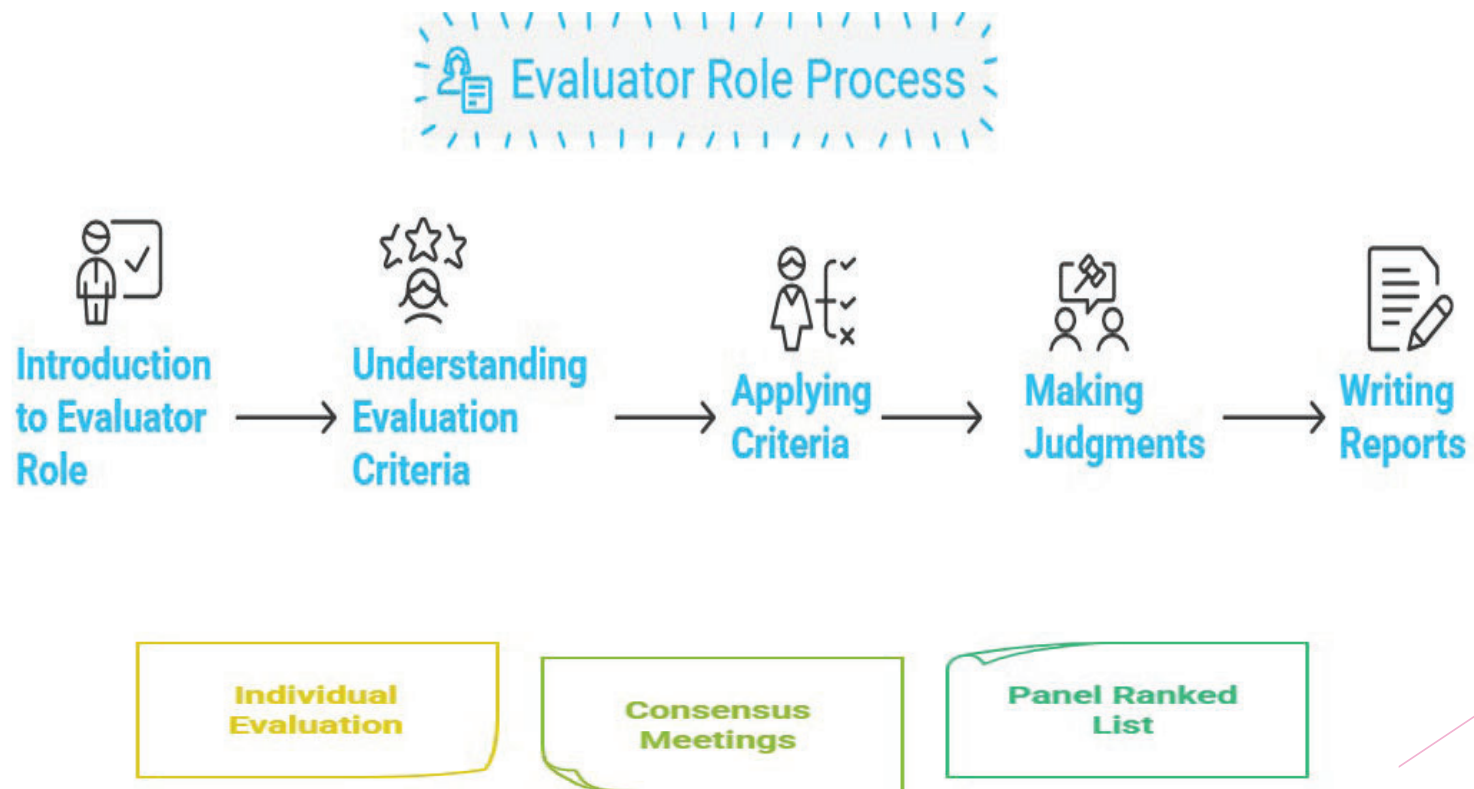 Evaluator Role Process
Introduction
to Evaluator
Role
Understanding
Evaluation
Criteria
Applying
Criteria
Making
Judgments
Writing
Reports
Individual
Evaluation
Consensus
Meetings
Panel Ranked
List